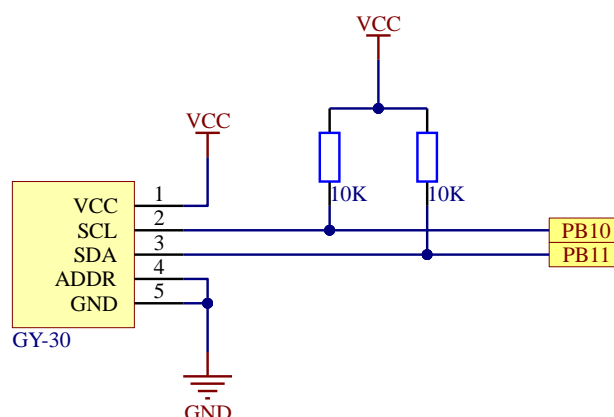 VCC
VCC
10K
10K
VCC 1
SCL 2
SDA 3
ADDR 4
GND 5
PB10
PB11
GY-30
GND